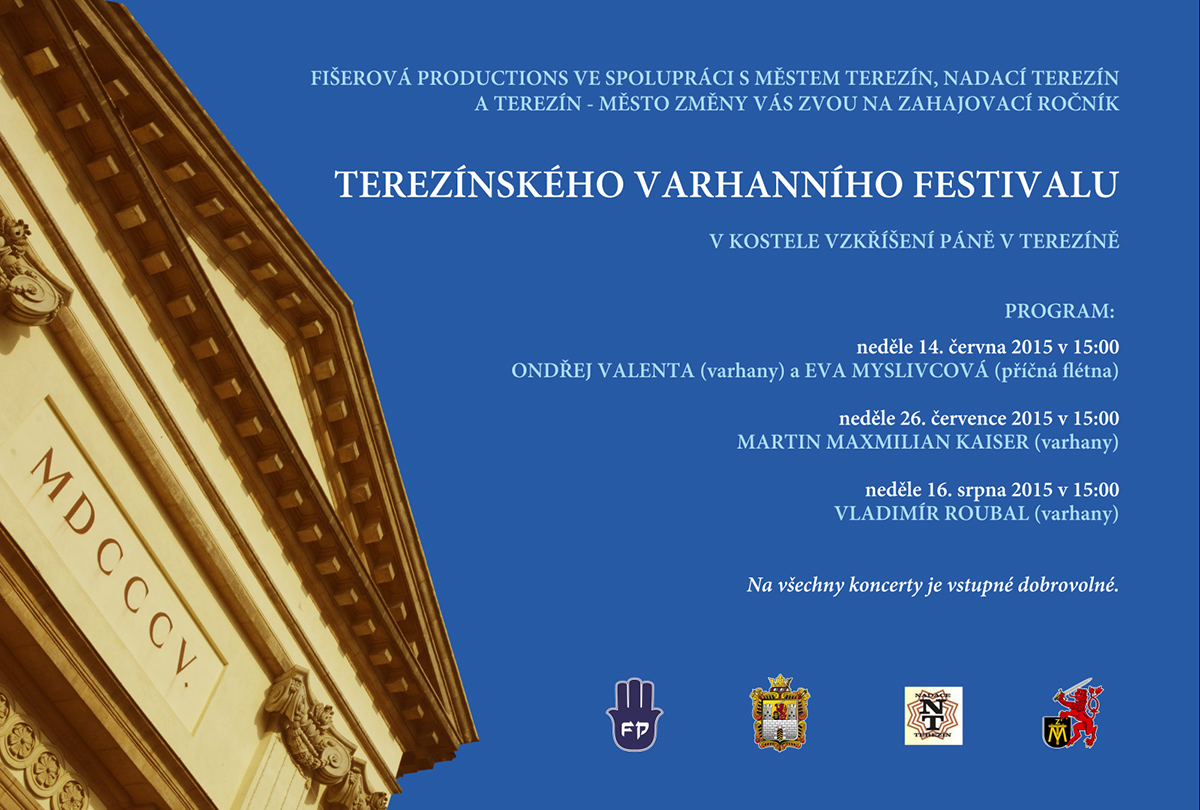 FIŠEROVÁ PRODUCTIONS VE SPOLUPRÁCI S MĚSTEM TEREZÍN, NADACÍ TEREZÍN
A TEREZÍN - MĚSTO ZMĚNY VÁS ZVOU NA ZAHAJOVACÍ ROČNÍK
TEREZÍNSKÉHO VARHANNÍHO FESTIVALU
V KOSTELE VZKŘÍŠENÍ PÁNĚ V TEREZÍNĚ
PROGRAM:
neděle 14. června 2015 v 15:00
ONDŘEJ VALENTA (varhany) a EVA MYSLIVCOVÁ (příčná flétna)
neděle 26. července 2015 v 15:00
MARTIN MAXMILIAN KAISER (varhany)
neděle 16. srpna 2015 v 15:00
VLADIMÍR ROUBAL (varhany)
Na všechny koncerty je vstupné dobrovolné.
MDCCCV.
FP
NADACE
NT
TEREZÍN